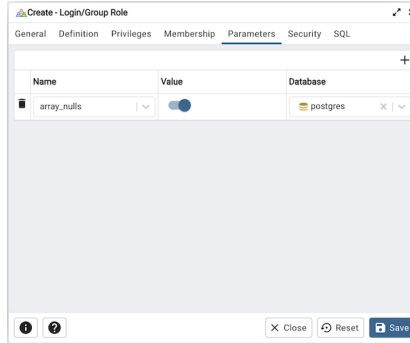 Create - Login/Group Role
General Definition Privileges Membership Parameters Security SQL
Name Value Database
array_nulls postgres
Close Reset Save